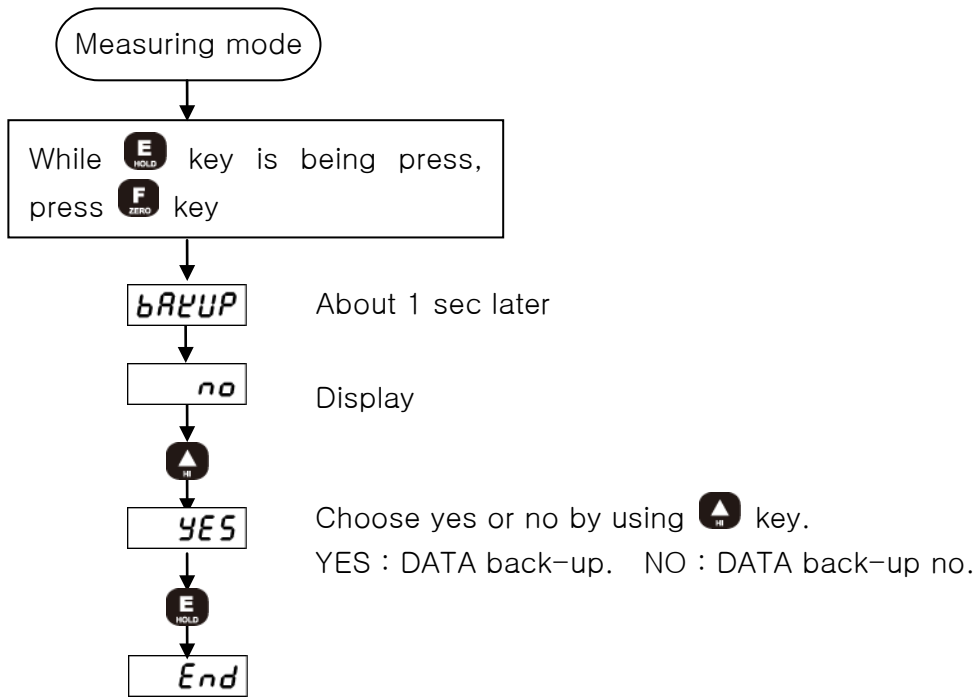 Measuring mode
While E HOLD key is being press,
press F ZERO key
bAKUP About 1 sec later
no Display
HI
YES Choose yes or no by using HI key.
YES : DATA back-up. NO : DATA back-up no.
E HOLD
End